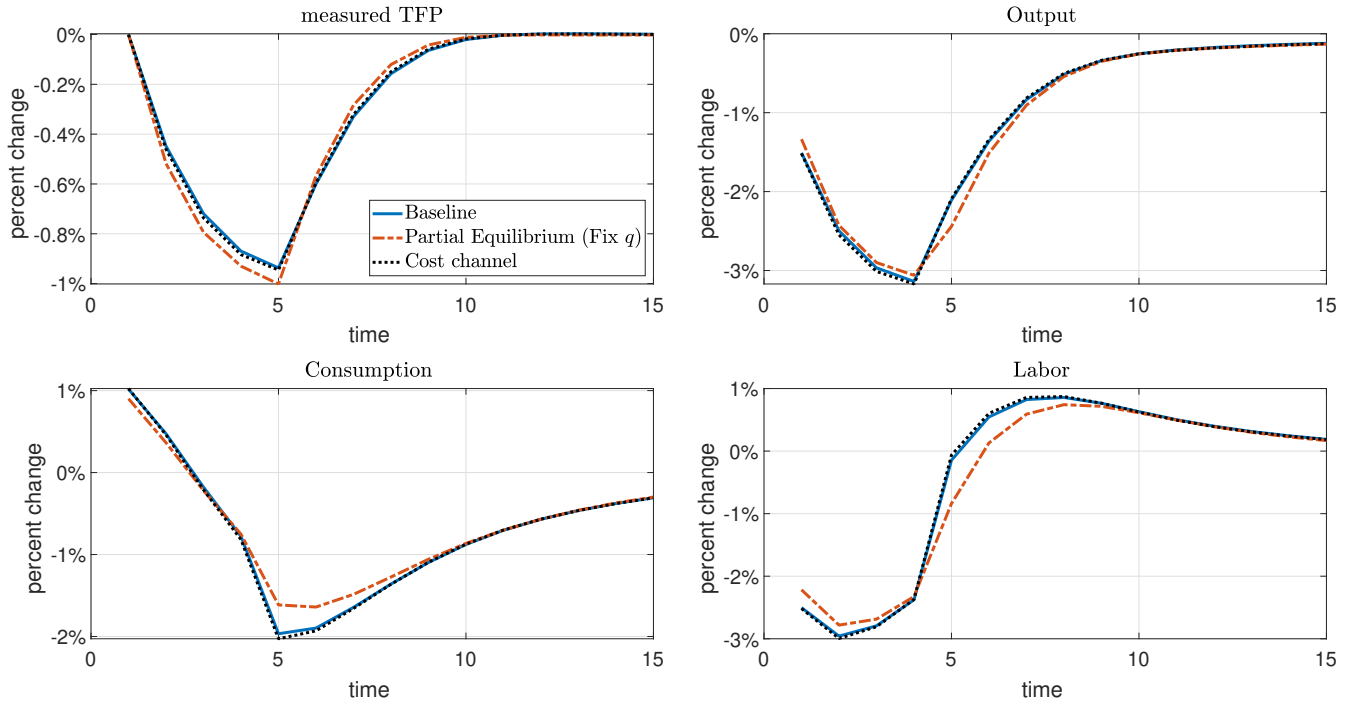 measured TFP
0%
-0.2%
-0.4%
-0.6%
-0.8%
-1%
percent change
0 5 10 15
time
Baseline
Partial Equilibrium (Fix q)
Cost channel
Output
0%
-1%
-2%
-3%
percent change
0 5 10 15
time
Consumption
1%
0%
-1%
-2%
percent change
0 5 10 15
time
Labor
1%
0%
-1%
-2%
-3%
percent change
0 5 10 15
time